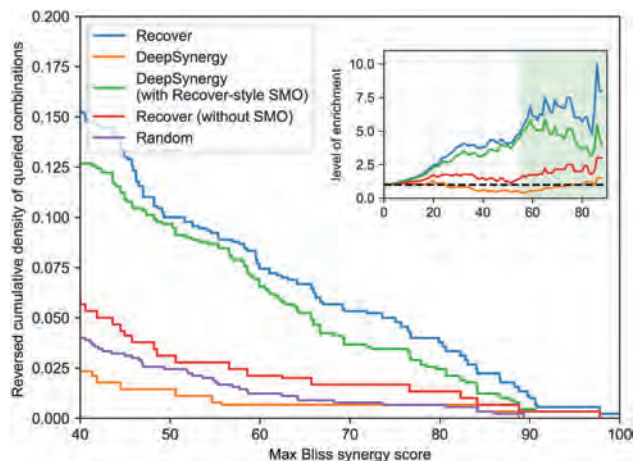 0.200
0.175
0.150
0.125
0.100
0.075
0.050
0.025
0.000
Reversed cumulative density of queried combinations
Recover
DeepSynergy
DeepSynergy
(with Recover-style SMO)
Recover (without SMO)
Random
level of enrichment
10.0
7.5
5.0
2.5
0.0
0 20 40 60 80
40 50 60 70 80 90 100
Max Bliss synergy score